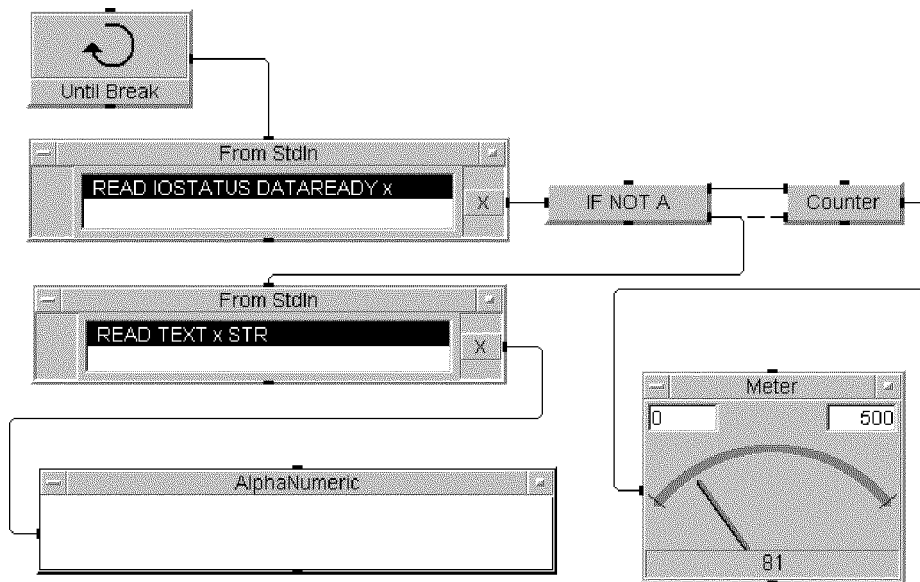 Until Break
From StdIn
READ IOSTATUS DATAREADY x
X
IF NOT A
Counter
From StdIn
READ TEXT x STR
X
Meter
0
500
81
AlphaNumeric